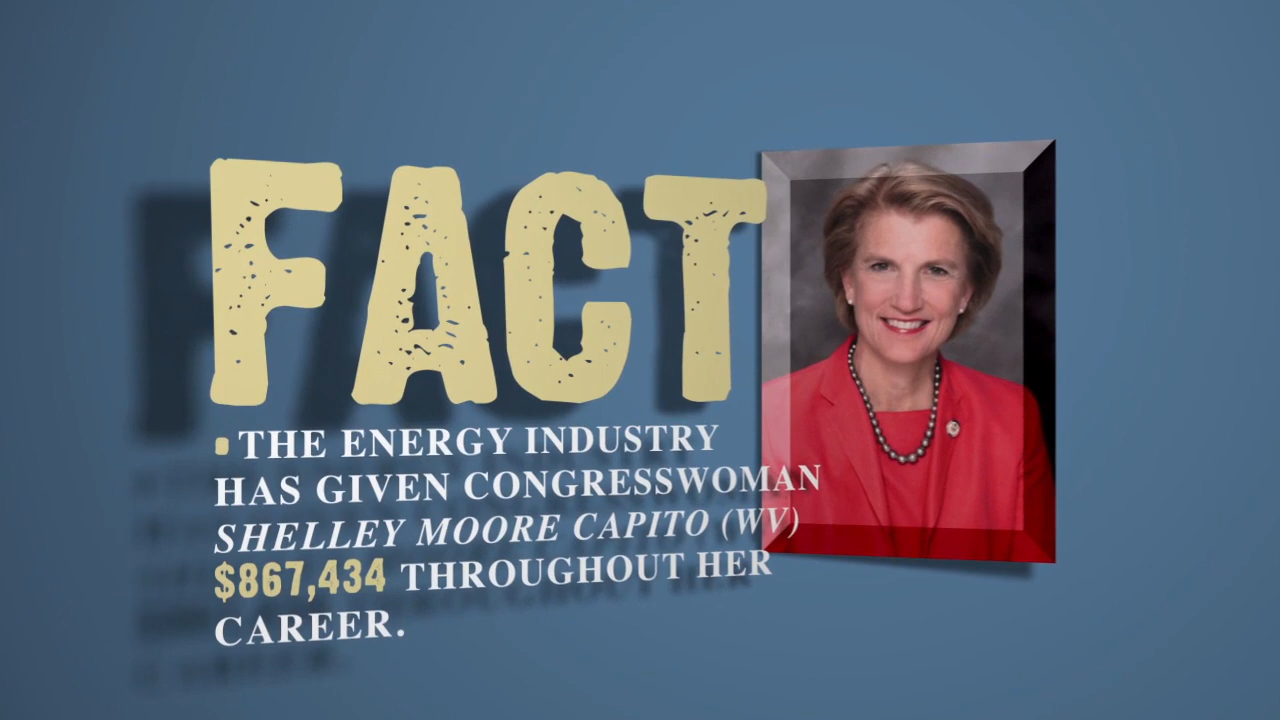 FACT
• THE ENERGY INDUSTRY
HAS GIVEN CONGRESSWOMAN
SHELLEY MOORE CAPITO (WV)
$867,434 THROUGHOUT HER
CAREER.